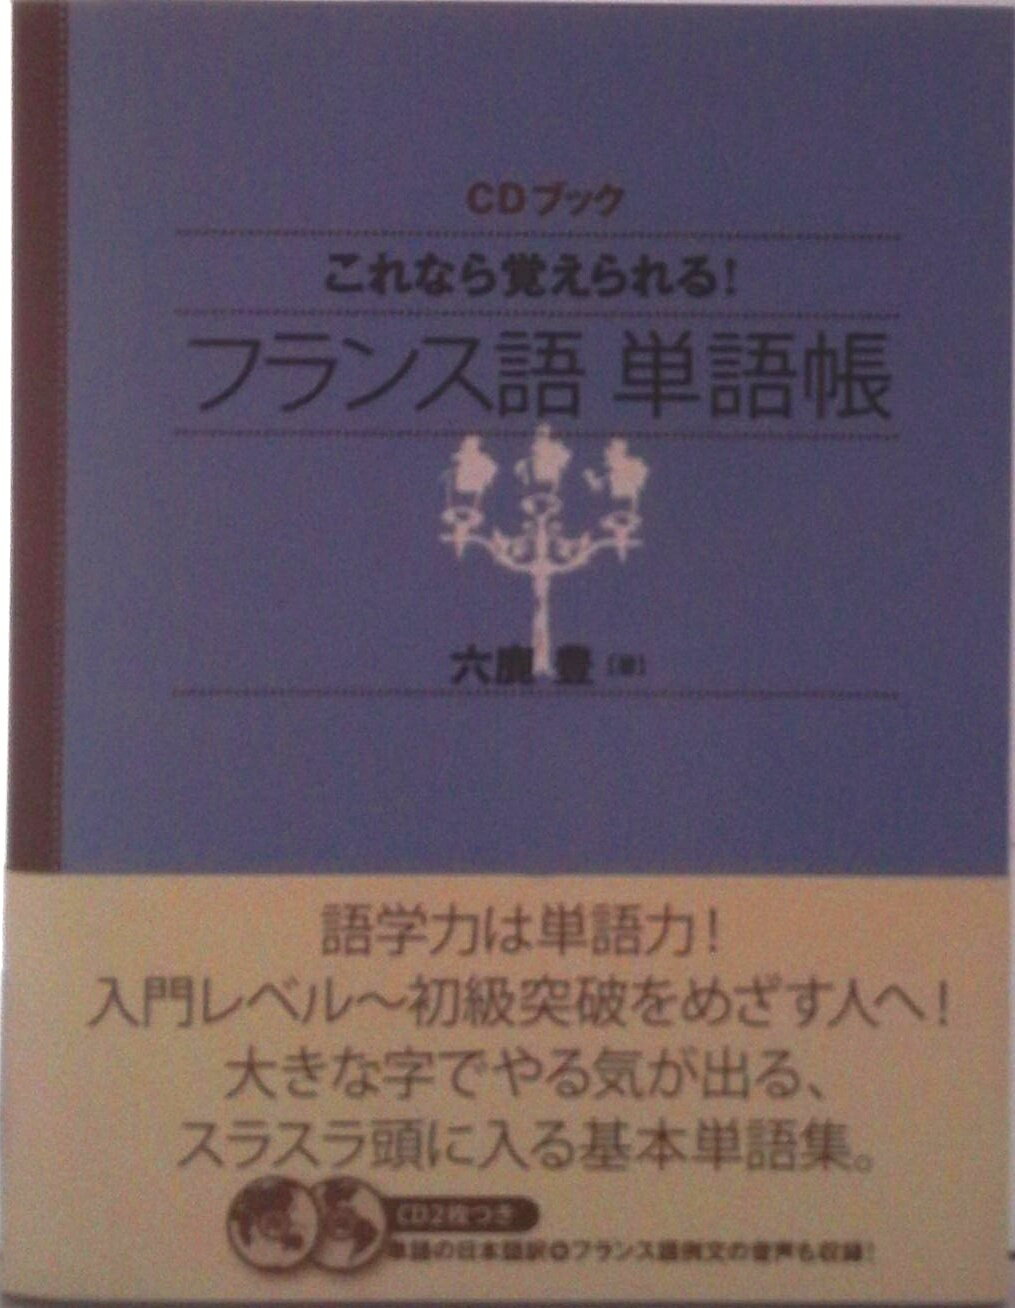 CDブック
これなら覚えられる!
フランス語 単語帳
六鹿 豊 [著]
語学力は単語力!
入門レベル〜初級突破をめざす人へ!
大きな字でやる気が出る、
スラスラ頭に入る基本単語集。
CD2枚つき
単語の日本語訳やフランス語例文の音声も収録!